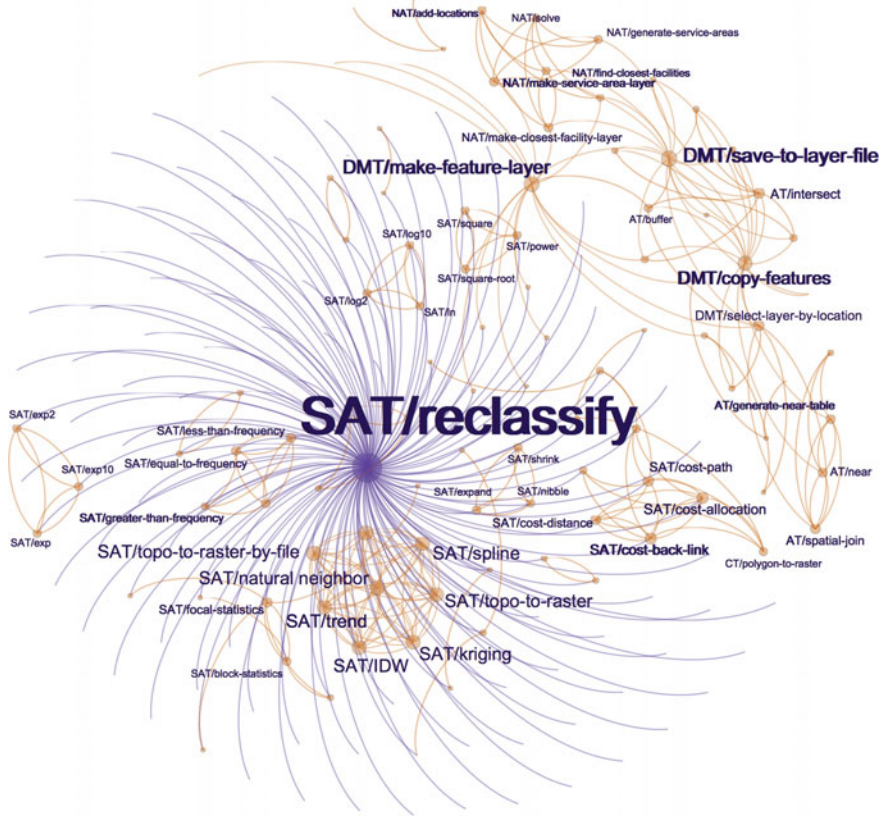 NAT/add-locations
NAT/solve
NAT/generate-service-areas
NAT/find-closest-facilities
NAT/make-service-area-layer
NAT/make-closest-facility-layer
DMT/make-feature-layer
DMT/save-to-layer-file
AT/intersect
AT/buffer
SAT/square
SAT/log10
SAT/power
SAT/square-root
DMT/copy-features
SAT/log2
SAT/ln
DMT/select-layer-by-location
AT/generate-near-table
SAT/reclassify
SAT/exp2
SAT/less-than-frequency
SAT/equal-to-frequency
SAT/exp10
SAT/shrink
SAT/cost-path
AT/near
SAT/expand
SAT/nibble
SAT/cost-allocation
SAT/greater-than-frequency
SAT/cost-distance
SAT/exp
AT/spatial-join
SAT/topo-to-raster-by-file
SAT/spline
SAT/cost-back-link
CT/polygon-to-raster
SAT/natural neighbor
SAT/focal-statistics
SAT/topo-to-raster
SAT/trend
SAT/kriging
SAT/IDW
SAT/block-statistics